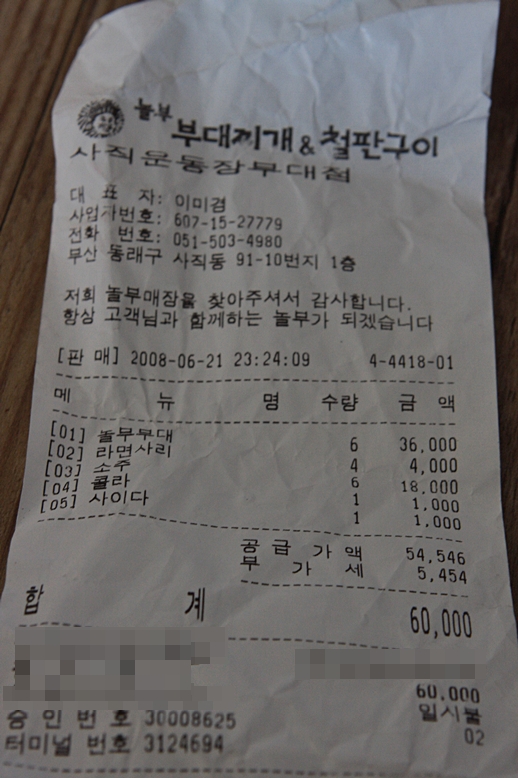 놀부
부대찌개 & 철판구이
사직운동장부대점
대 표 자: 이미경
사업자번호: 607-15-27779
전화 번호: 051-503-4980
부산 동래구 사직동 91-10번지 1층
저희 놀부매장을 찾아주셔서 감사합니다.
항상 고객님과 함께하는 놀부가 되겠습니다
[판 매] 2008-06-21 23:24:09 4-4418-01
메 뉴 명 수량 금 액
[01] 놀부부대 6 36,000
[02] 라면사리 4 4,000
[03] 소주 6 18,000
[04] 콜라 1 1,000
[05] 사이다 1 1,000
공 급 가 액 54,546
부 가 세 5,454
합 계 60,000
60,000
일시불
승 인 번 호 30008625
02
터미널 번호 3124694